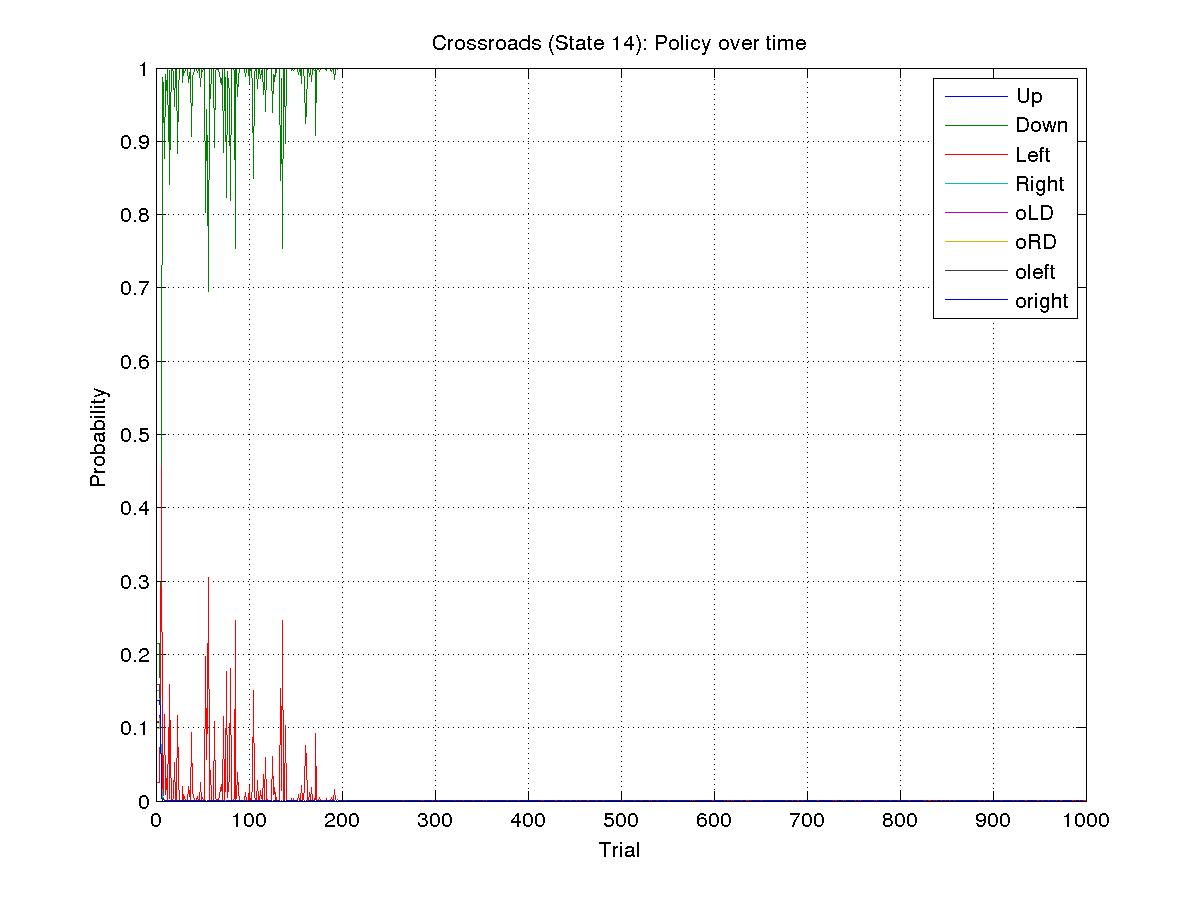 Crossroads (State 14): Policy over time
1
0.9
0.8
0.7
0.6
0.5
0.4
0.3
0.2
0.1
0
Probability
Up
Down
Left
Right
oLD
oRD
oleft
oright
0 100 200 300 400 500 600 700 800 900 1000
Trial